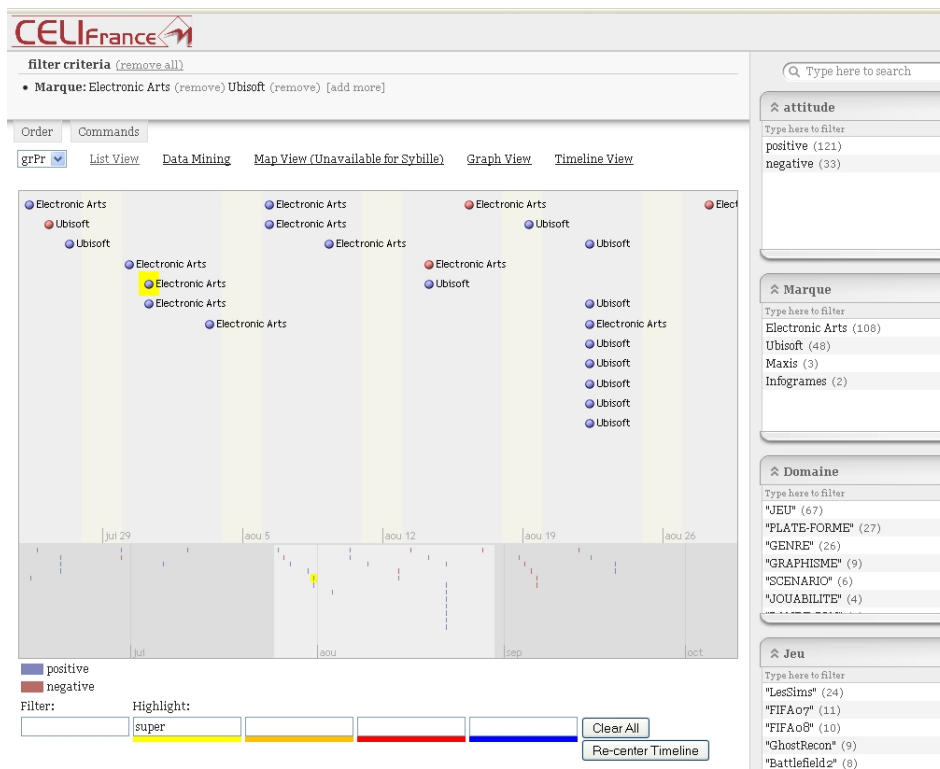 CELI France
filter criteria (remove all)
• Marque: Electronic Arts (remove) Ubisoft (remove) [add more]
Order Commands
grPr List View Data Mining Map View (Unavailable for Sybille) Graph View Timeline View
Electronic Arts Electronic Arts Electronic Arts Elect
Ubisoft Electronic Arts Ubisoft
Ubisoft Electronic Arts Ubisoft
Electronic Arts Electronic Arts
Electronic Arts Ubisoft
Electronic Arts Ubisoft
Electronic Arts Electronic Arts
Ubisoft
Ubisoft
Ubisoft
Ubisoft
Ubisoft
jul 29 aou 5 aou 12 aou 19 aou 26
jul aou sep oct
positive
negative
Filter: Highlight:
super Clear All
Re-center Timeline
Type here to search
attitude
Type here to filter
positive (121)
negative (33)
Marque
Type here to filter
Electronic Arts (108)
Ubisoft (48)
Maxis (3)
Infogrames (2)
Domaine
Type here to filter
"JEU" (67)
"PLATE-FORME" (27)
"GENRE" (26)
"GRAPHISME" (9)
"SCENARIO" (6)
"JOUABILITE" (4)
Jeu
Type here to filter
"LesSims" (24)
"FIFA07" (11)
"FIFA08" (10)
"GhostRecon" (9)
"Battlefield2" (8)